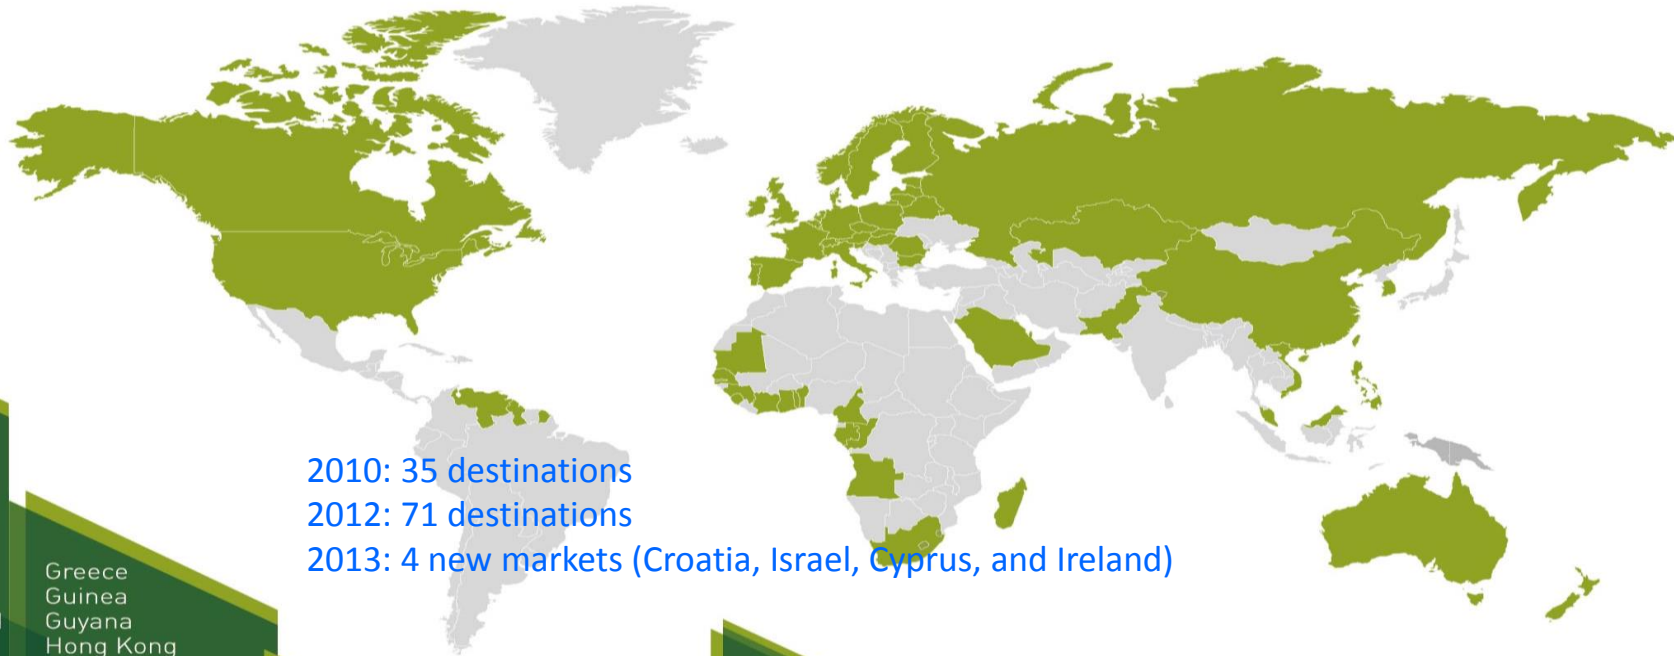 2010: 35 destinations
2012: 71 destinations
2013: 4 new markets (Croatia, Israel, Cyprus, and Ireland)
Greece
Guinea
Guyana
Hong Kong